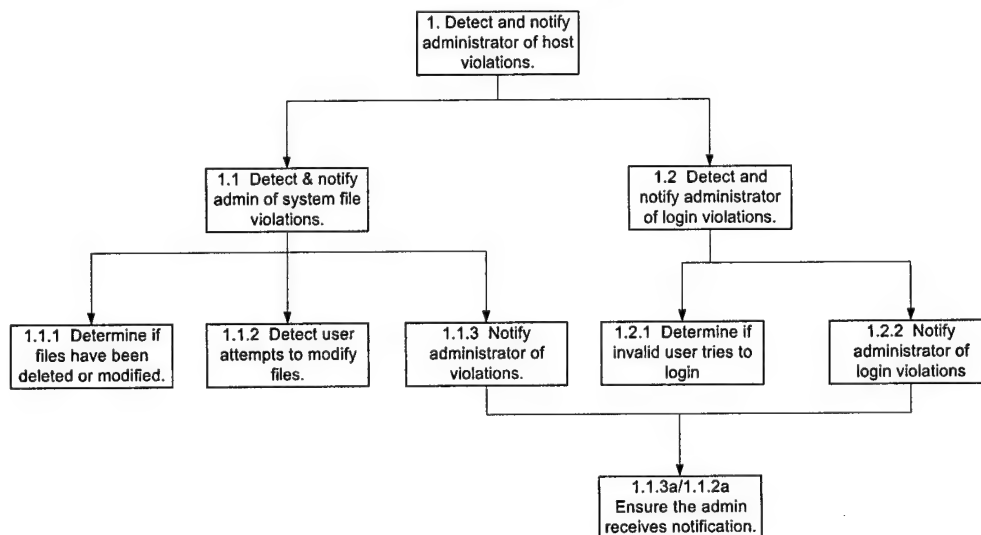 1. Detect and notify
administrator of host
violations.
1.1 Detect & notify
admin of system file
violations.
1.2 Detect and
notify administrator
of login violations.
1.1.1 Determine if
files have been
deleted or modified.
1.1.2 Detect user
attempts to modify
files.
1.1.3 Notify
administrator of
violations.
1.2.1 Determine if
invalid user tries to
login
1.2.2 Notify
administrator of
login violations
1.1.3a/1.1.2a
Ensure the admin
receives notification.